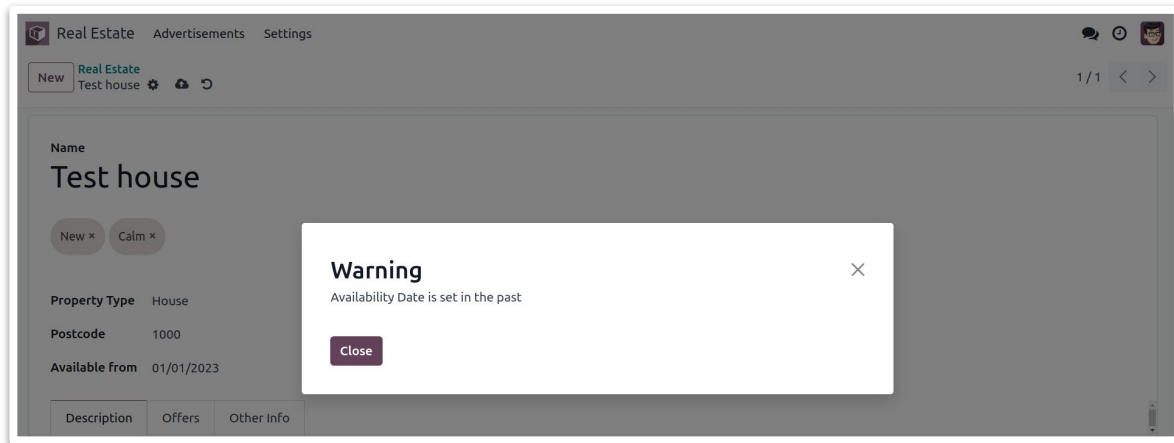 Real Estate Advertisements Settings
New Real Estate
Test house
1 / 1
Name
Test house
New × Calm ×
Warning
Availability Date is set in the past
Property Type House
Postcode 1000
Close
Available from 01/01/2023
Description Offers Other Info